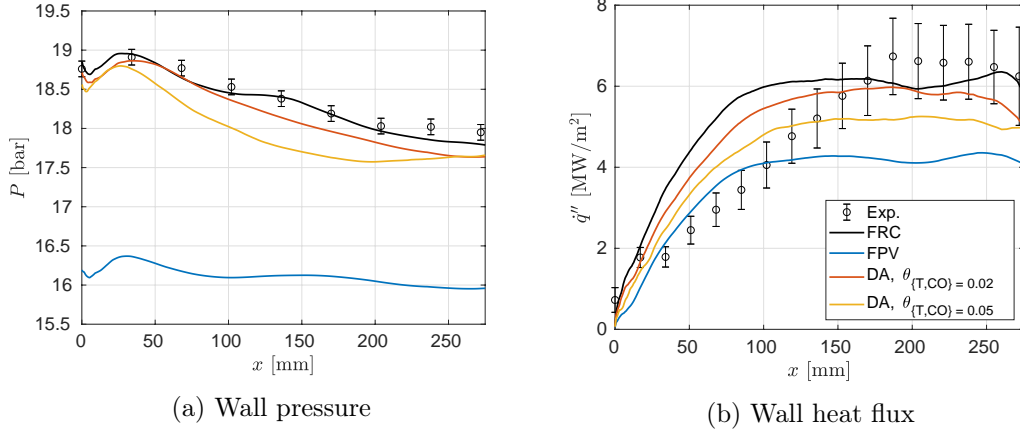 19.5
19
18.5
18
17.5
17
16.5
16
15.5
P [bar]
0 50 100 150 200 250
x [mm]
(a) Wall pressure
8
6
4
2
0
q̇″ [MW/m²]
Exp.
FRC
FPV
DA, θ{T,CO} = 0.02
DA, θ{T,CO} = 0.05
0 50 100 150 200 250
x [mm]
(b) Wall heat flux